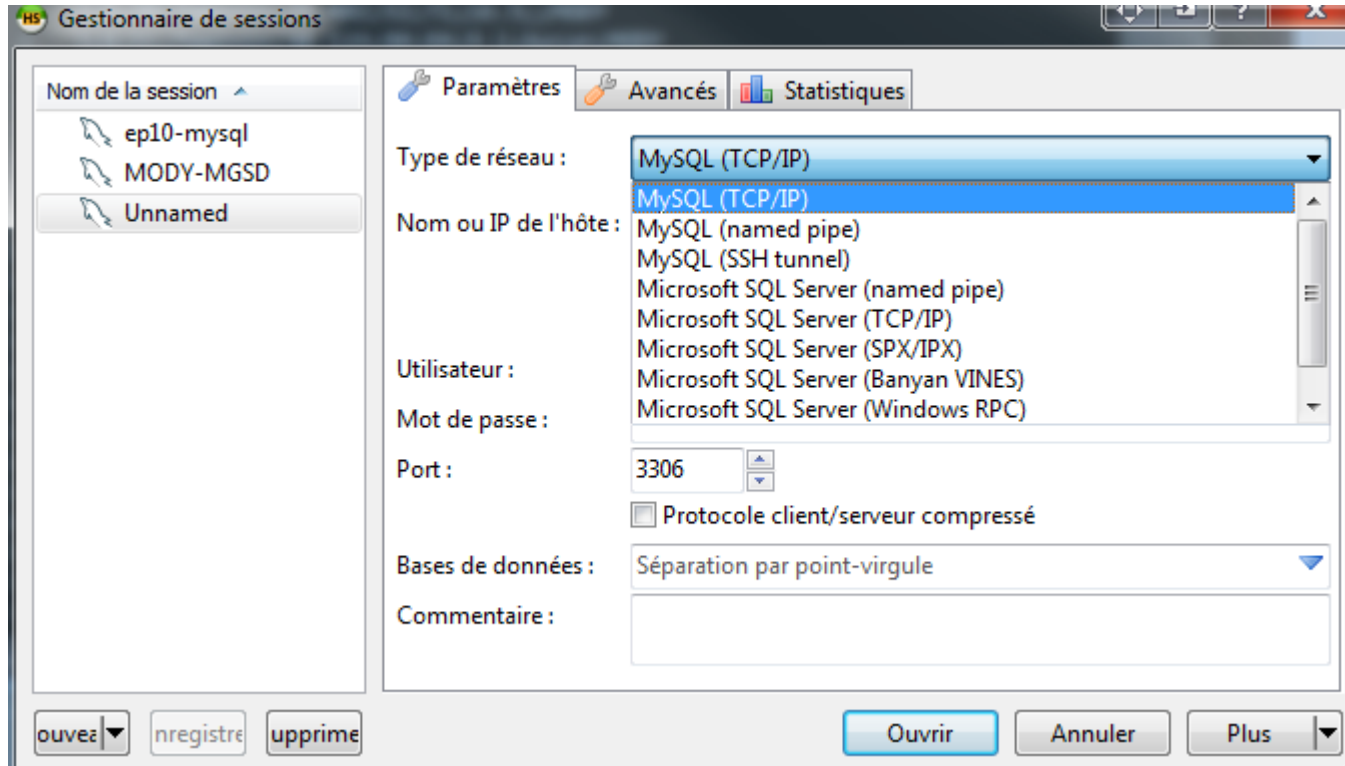 HS Gestionnaire de sessions
Nom de la session
ep10-mysql
MODY-MGSD
Unnamed
Paramètres Avancés Statistiques
Type de réseau : MySQL (TCP/IP)
MySQL (TCP/IP)
Nom ou IP de l'hôte : MySQL (named pipe)
MySQL (SSH tunnel)
Microsoft SQL Server (named pipe)
Microsoft SQL Server (TCP/IP)
Microsoft SQL Server (SPX/IPX)
Utilisateur : Microsoft SQL Server (Banyan VINES)
Microsoft SQL Server (Windows RPC)
Mot de passe :
Port : 3306
Protocole client/serveur compressé
Bases de données : Séparation par point-virgule
Commentaire :
ouvea nregistre upprime Ouvrir Annuler Plus